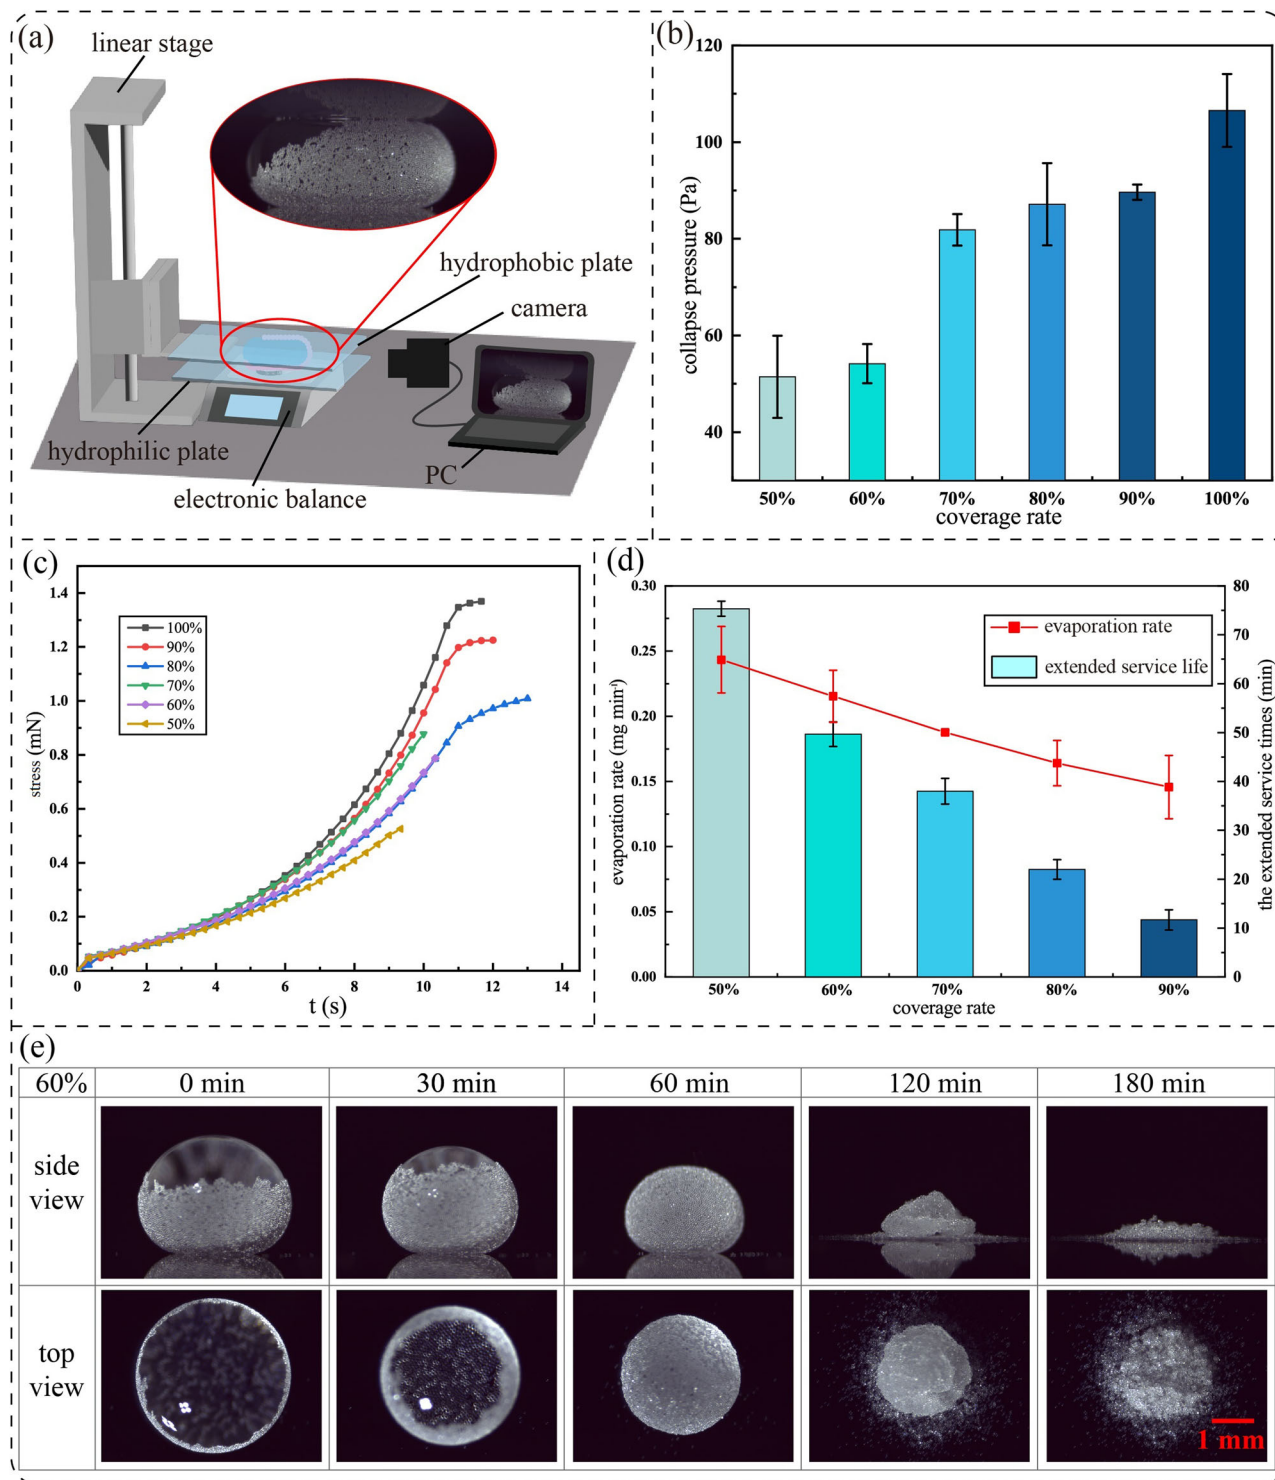 (a)
linear stage
hydrophobic plate
camera
hydrophilic plate
electronic balance
PC
(b)
120
100
80
60
40
collapse pressure (Pa)
50%
60%
70%
80%
90%
100%
coverage rate
(c)
1.4
1.2
1.0
0.8
0.6
0.4
0.2
0.0
stress (mN)
100%
90%
80%
70%
60%
50%
0
2
4
6
8
10
12
14
t (s)
(d)
0.30
0.25
0.20
0.15
0.10
0.05
0.00
evaporation rate (mg min⁻¹)
evaporation rate
extended service life
80
70
60
50
40
30
20
10
0
the extended service times (min)
50%
60%
70%
80%
90%
coverage rate
(e)
60%
0 min
30 min
60 min
120 min
180 min
side
view
top
view
1 mm